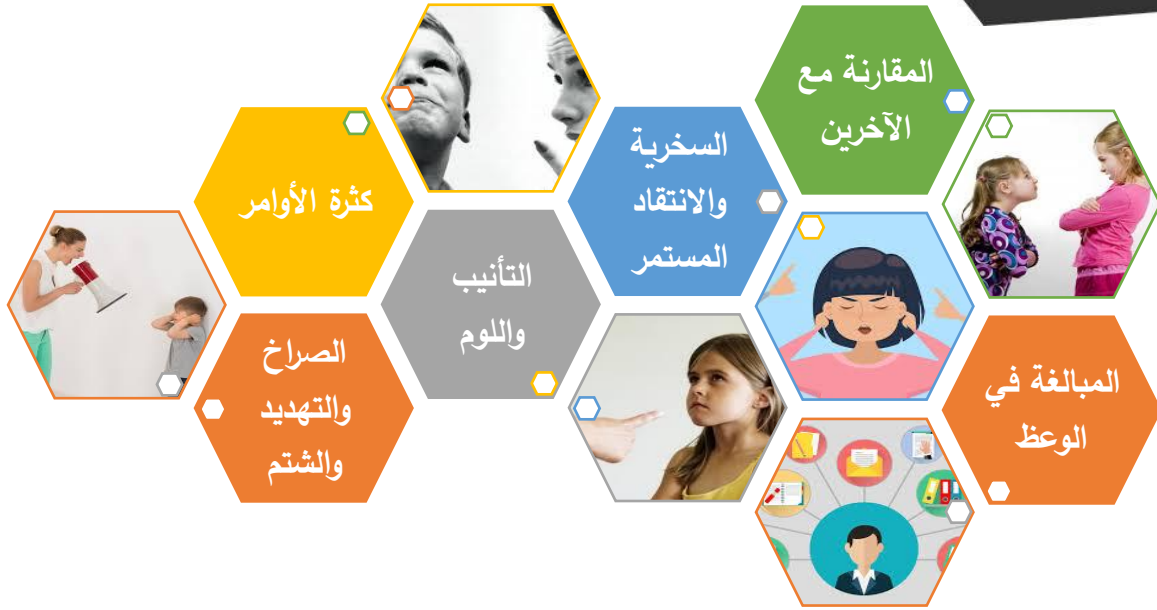 المقارنة مع
الآخرين
السخرية
والانتقاد
المستمر
كثرة الأوامر
التأنيب
واللوم
المبالغة في
الوعظ
الصراخ
والتهديد
والشتم